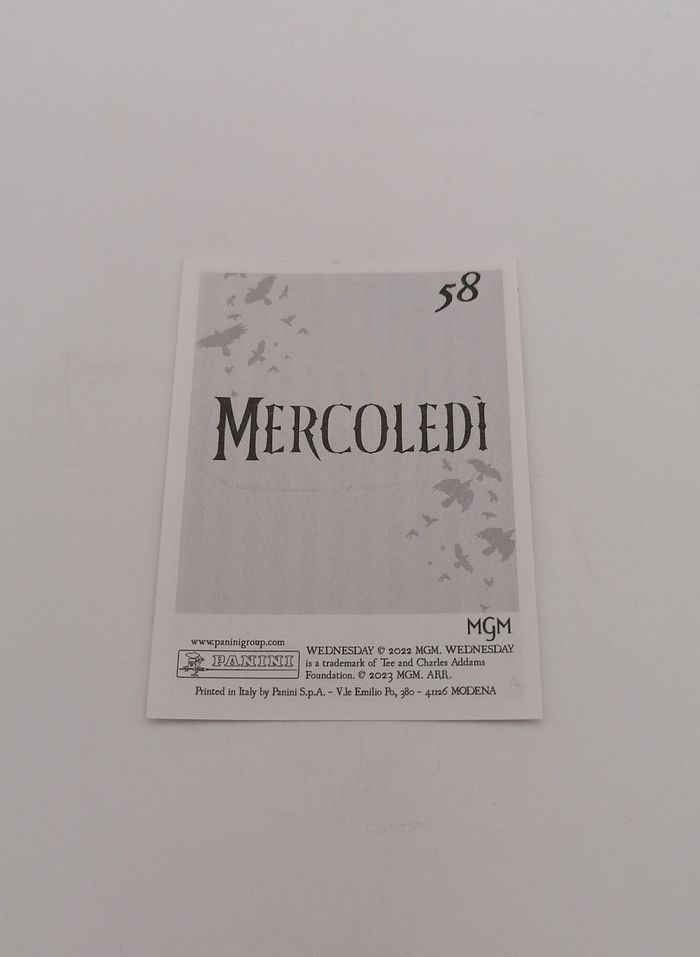 58
MERCOLEDÌ
MGM
www.paninigroup.com
PANINI
WEDNESDAY © 2022 MGM. WEDNESDAY
is a trademark of Tee and Charles Addams
Foundation. © 2023 MGM. ARR.
Printed in Italy by Panini S.p.A. - V.le Emilio Po, 380 - 41126 MODENA